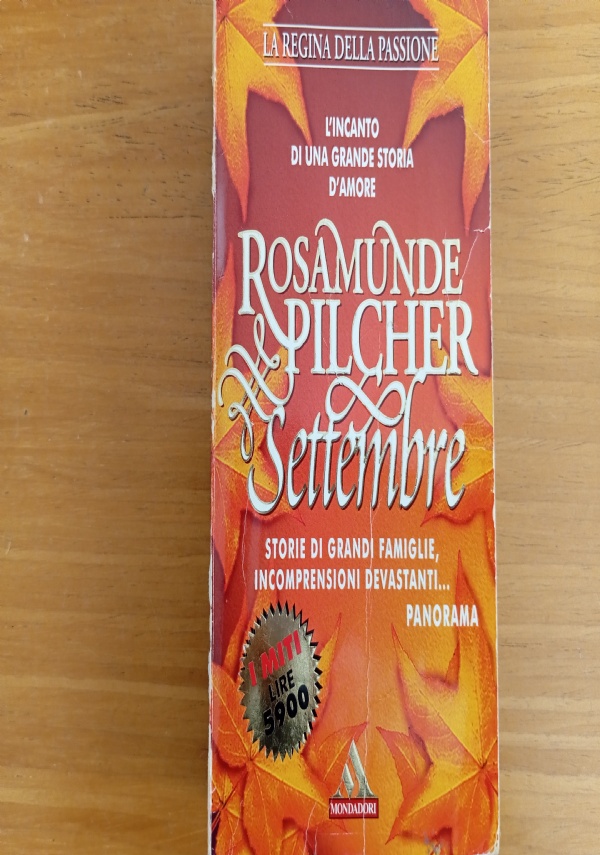 LA REGINA DELLA PASSIONE
L'INCANTO
DI UNA GRANDE STORIA
D'AMORE
ROSAMUNDE
PILCHER
Settembre
STORIE DI GRANDI FAMIGLIE,
INCOMPRENSIONI DEVASTANTI...
PANORAMA
I MITI
LIRE
5900
MONDADORI